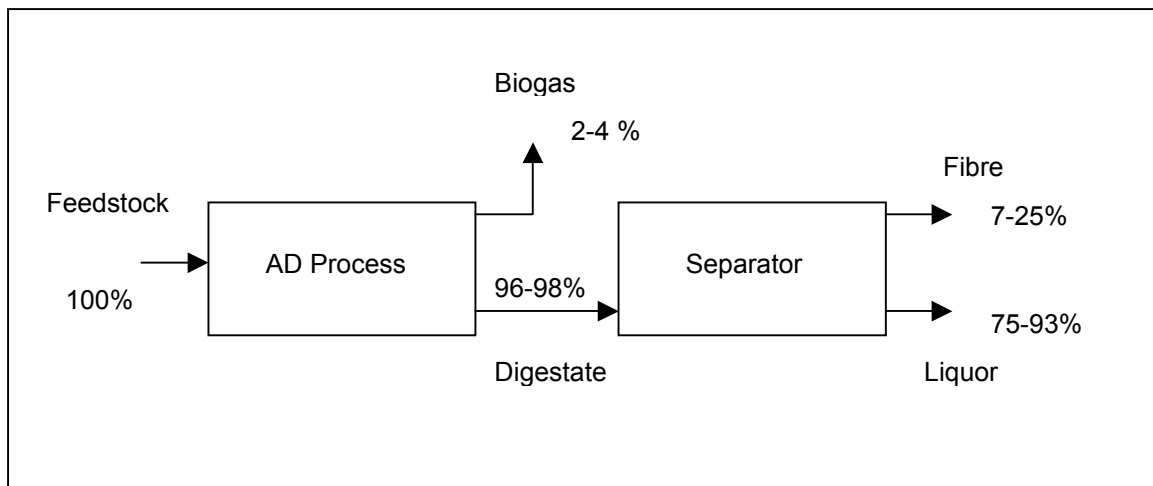 Biogas
2-4 %
Feedstock
100%
AD Process
96-98%
Digestate
Separator
Fibre
7-25%
75-93%
Liquor